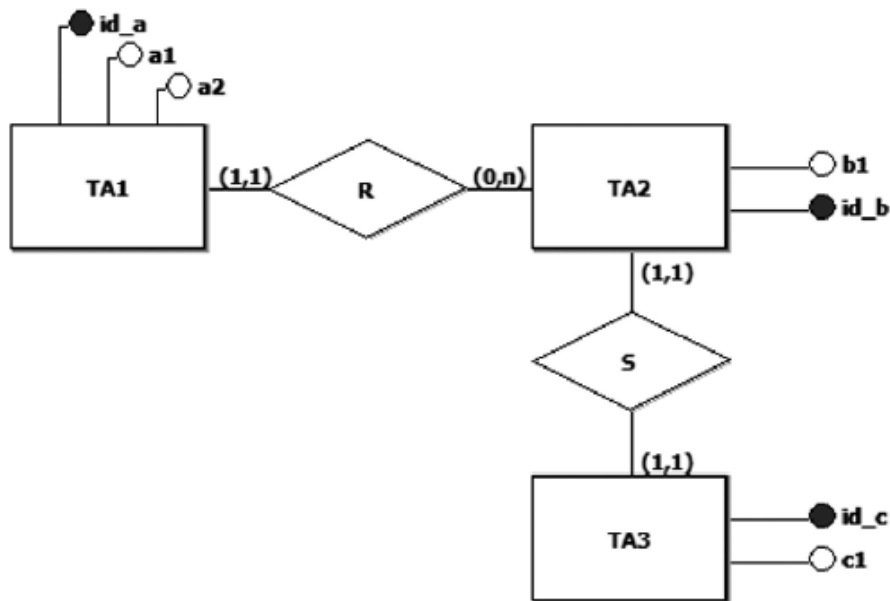 id_a
a1
a2
TA1
(1,1)
R
(0,n)
TA2
b1
id_b
(1,1)
S
(1,1)
TA3
id_c
c1